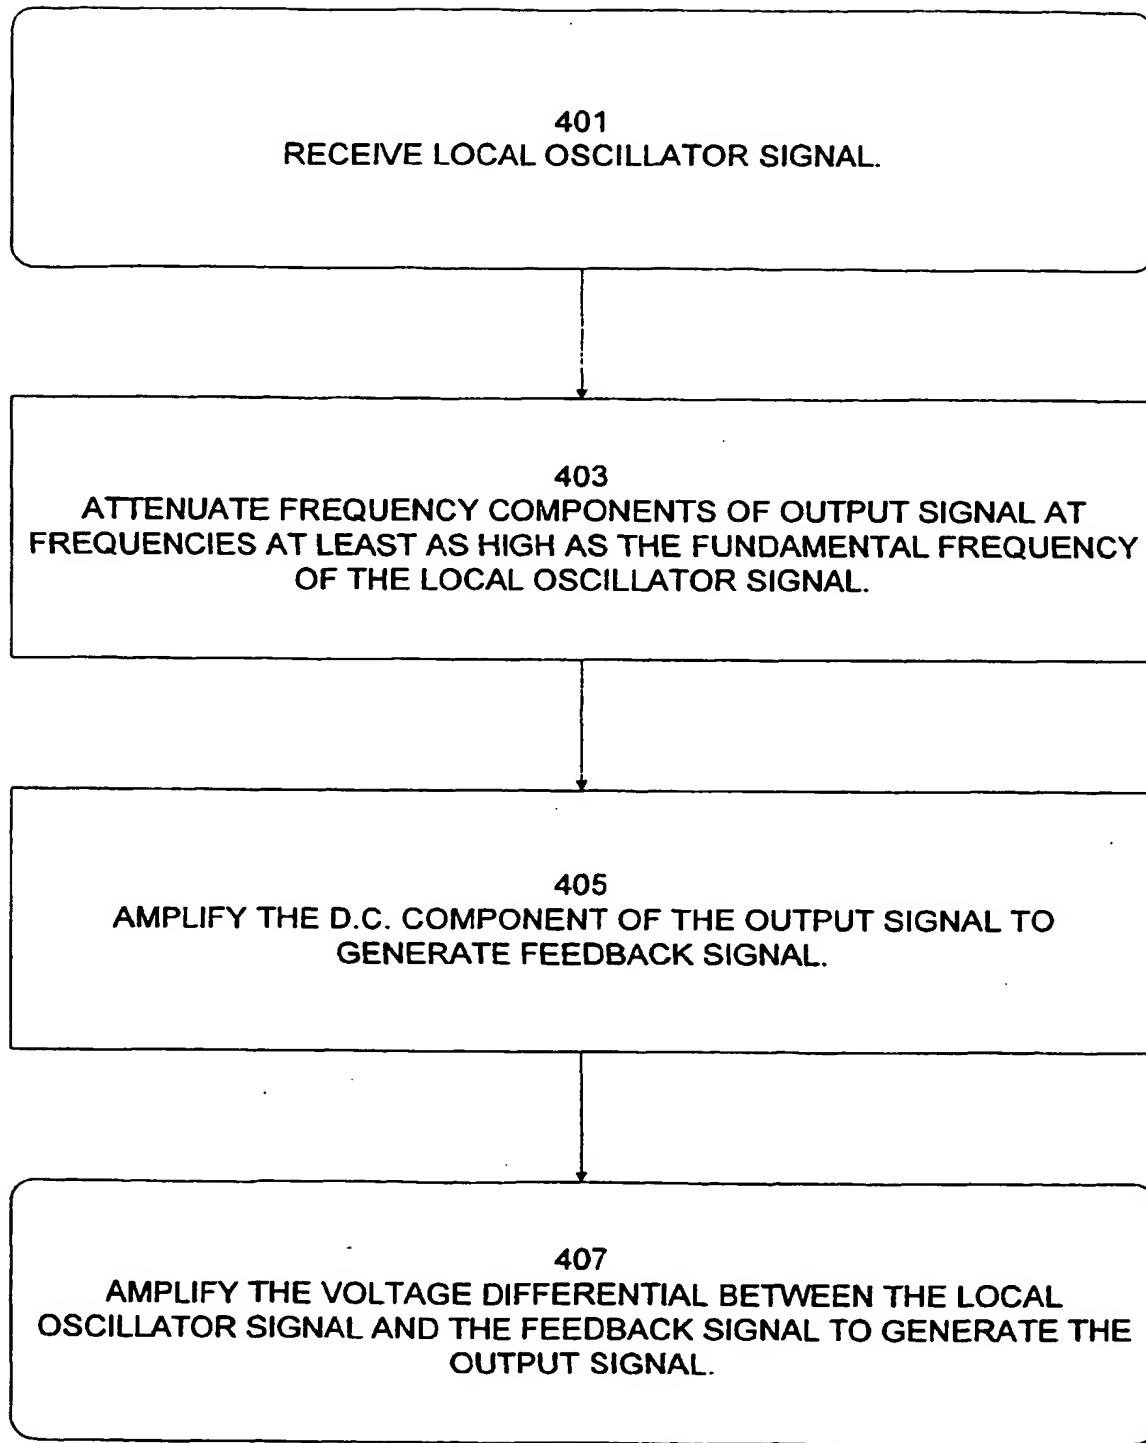 401
RECEIVE LOCAL OSCILLATOR SIGNAL.
403
ATTENUATE FREQUENCY COMPONENTS OF OUTPUT SIGNAL AT
FREQUENCIES AT LEAST AS HIGH AS THE FUNDAMENTAL FREQUENCY
OF THE LOCAL OSCILLATOR SIGNAL.
405
AMPLIFY THE D.C. COMPONENT OF THE OUTPUT SIGNAL TO
GENERATE FEEDBACK SIGNAL.
407
AMPLIFY THE VOLTAGE DIFFERENTIAL BETWEEN THE LOCAL
OSCILLATOR SIGNAL AND THE FEEDBACK SIGNAL TO GENERATE THE
OUTPUT SIGNAL.